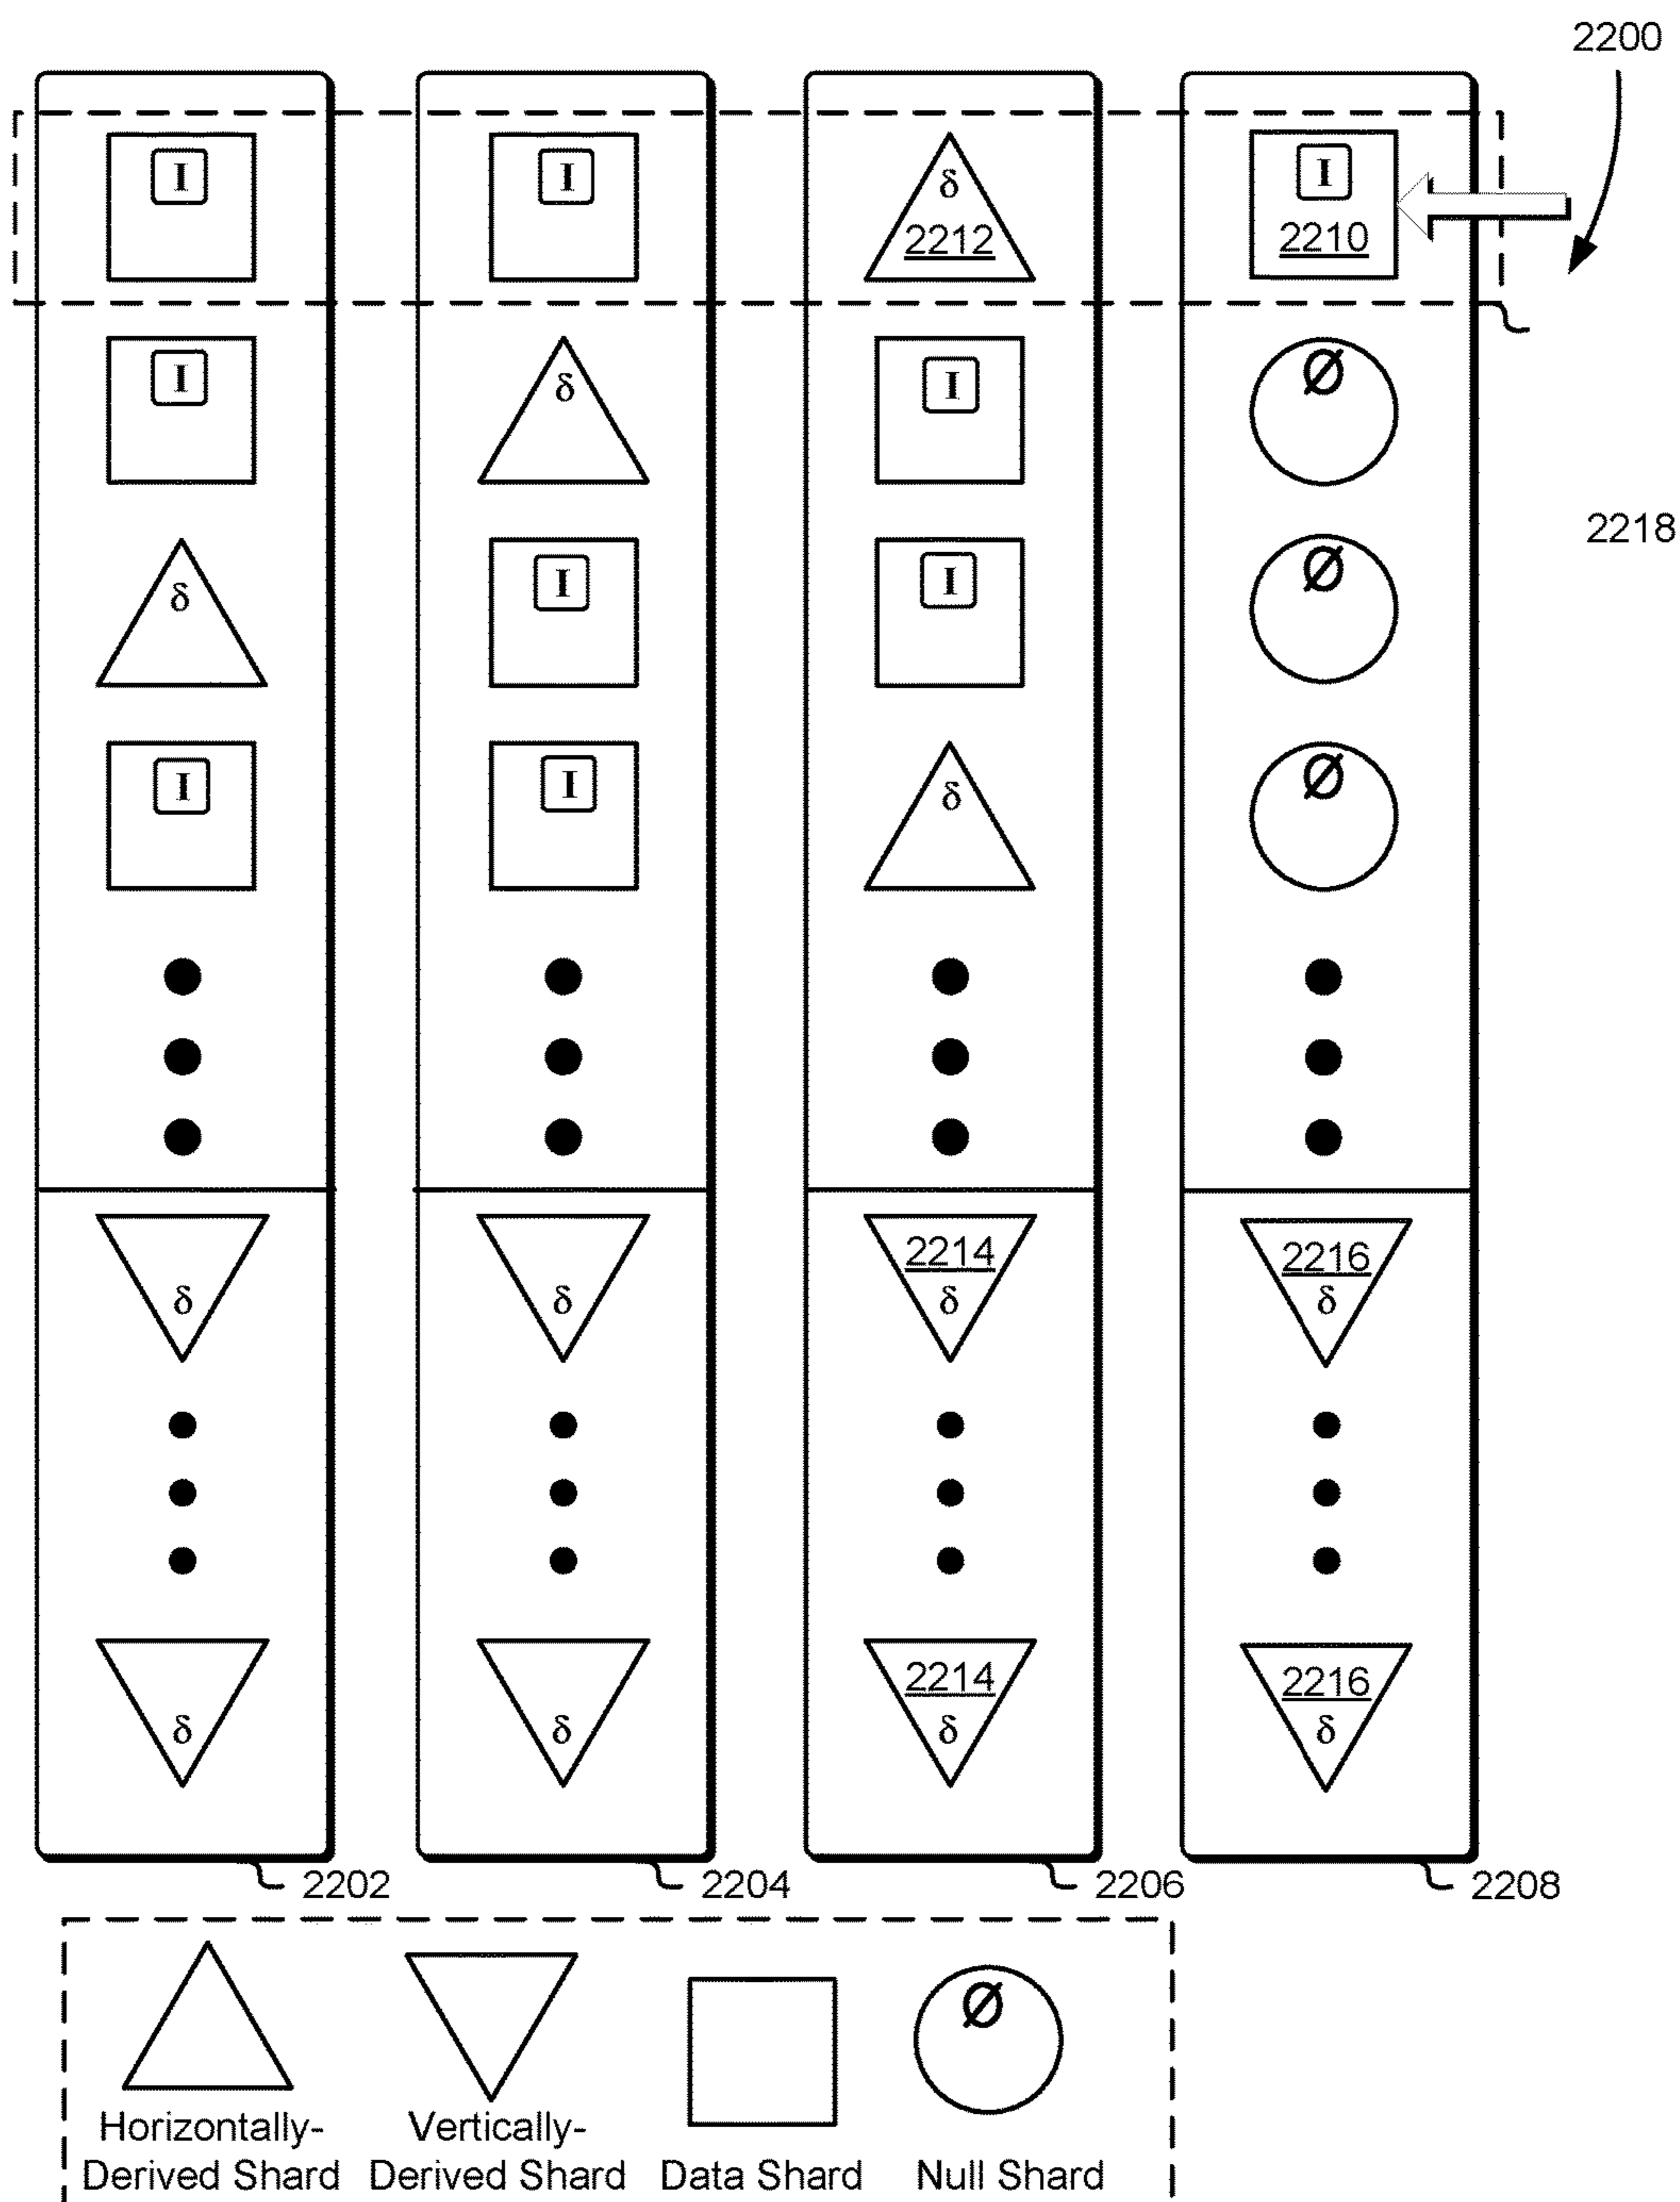 2200
I I δ I
2212 2210
I δ I Ø
δ I I Ø
2218
I I δ Ø
2214 2216
δ δ δ δ
2214 2216
δ δ δ δ
2202 2204 2206 2208
Ø
Horizontally- Vertically-
Derived Shard Derived Shard Data Shard Null Shard